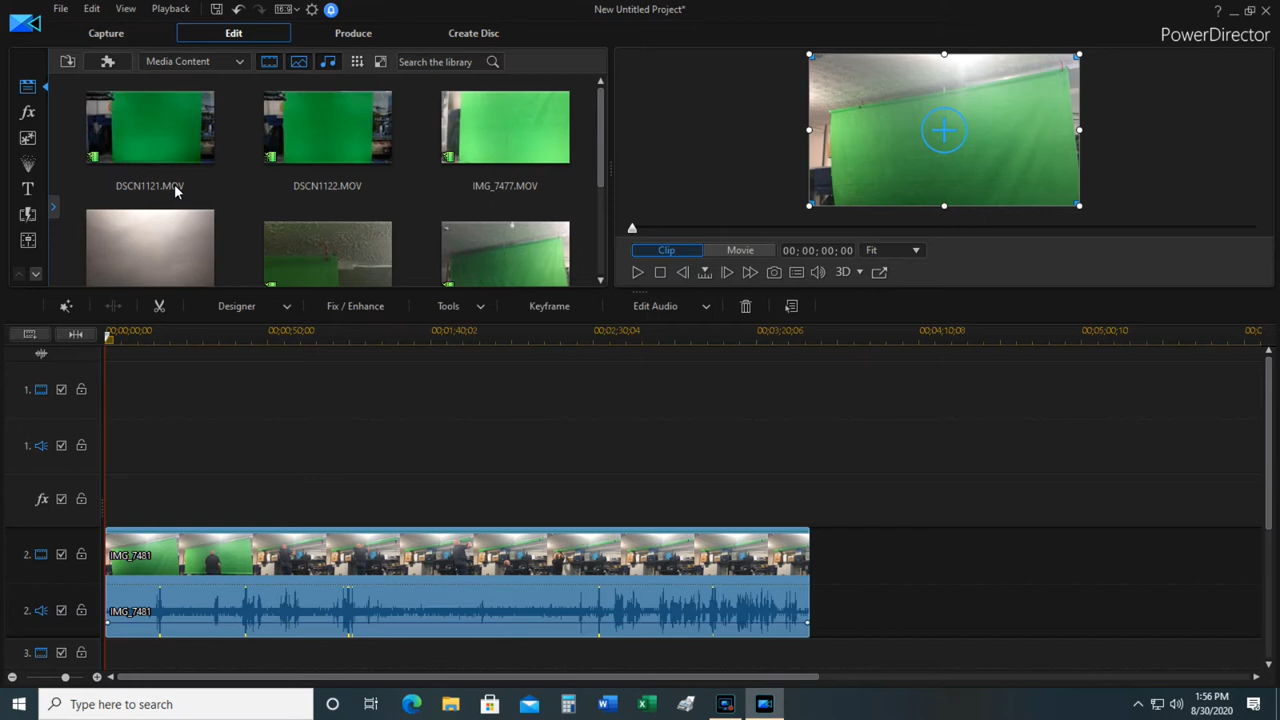 File Edit View Playback 16:9 New Untitled Project* ?
Capture Edit Produce Create Disc PowerDirector
Media Content Search the library
DSCN1121.MOV DSCN1122.MOV IMG_7477.MOV
fx
T
Clip Movie 00; 00; 00; 00 Fit
3D
Designer Fix / Enhance Tools Keyframe Edit Audio
00;00;00;00 00;00;50;00 00;01;40;02 00;02;30;04 00;03;20;06 00;04;10;08 00;05;00;10
1.
1.
fx
2. IMG_7481
2. IMG_7481
3.
Type here to search
1:56 PM
8/30/2020